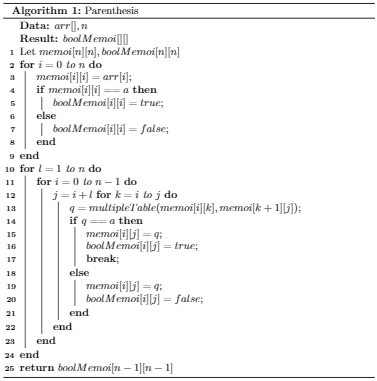 Algorithm 1: Parenthesis
Data: arr[], n
Result: boolMemoi[][]
1 Let memoi[n][n], boolMemoi[n][n]
2 for i = 0 to n do
3 memoi[i][i] = arr[i];
4 if memoi[i][i] == a then
5 boolMemoi[i][i] = true;
6 else
7 boolMemoi[i][i] = false;
8 end
9 end
10 for l = 1 to n do
11 for i = 0 to n − 1 do
12 j = i + l for k = i to j do
13 q = multipleTable(memoi[i][k], memoi[k + 1][j]);
14 if q == a then
15 memoi[i][j] = q;
16 boolMemoi[i][j] = true;
17 break;
18 else
19 memoi[i][j] = q;
20 boolMemoi[i][j] = false;
21 end
22 end
23 end
24 end
25 return boolMemoi[n − 1][n − 1]